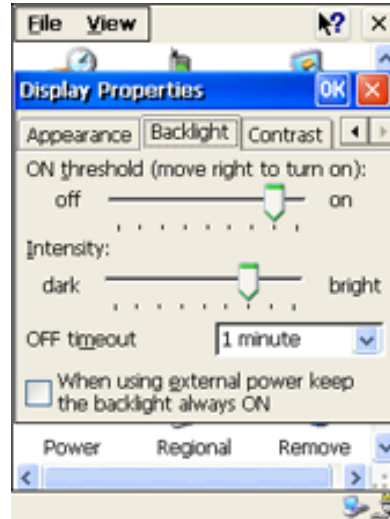 File View ?
Display Properties OK
Appearance Backlight Contrast
ON threshold (move right to turn on):
off on
Intensity:
dark bright
OFF timeout 1 minute
When using external power keep
the backlight always ON
Power Regional Remove